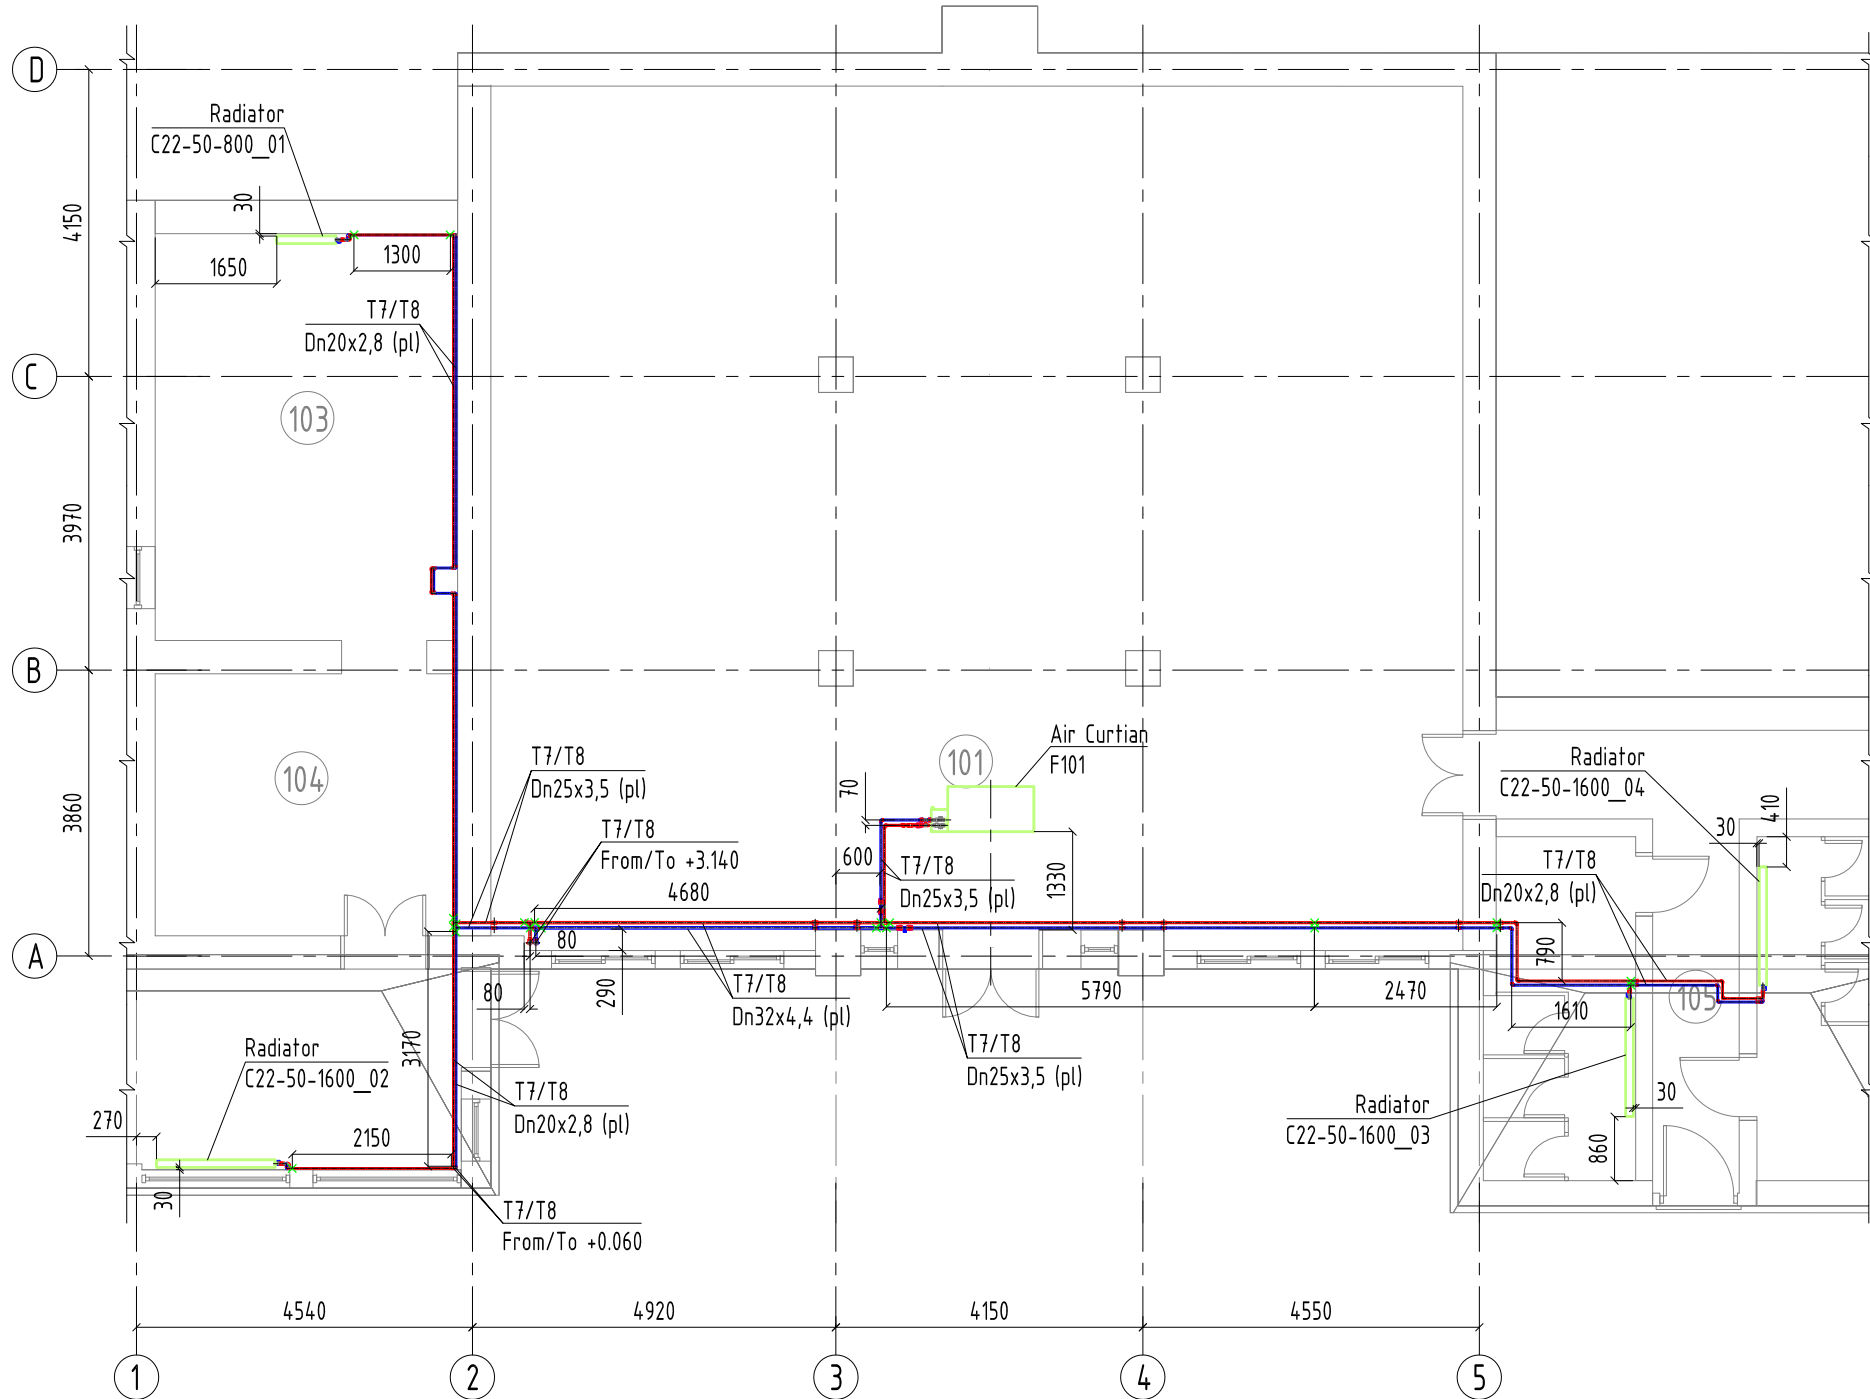 D
Radiator
C22-50-800_01
30
4150
1650
1300
T7/T8
Dn20x2,8 (pl)
C
103
3970
B
T7/T8
Dn25x3,5 (pl)
104
3860
T7/T8
From/To +3.140
4680
70
101
Air Curtian
F101
600
T7/T8
Dn25x3,5 (pl)
1330
Radiator
C22-50-1600_04
410
30
T7/T8
Dn20x2,8 (pl)
A
80
80
290
T7/T8
Dn32x4,4 (pl)
5790
2470
790
105
1610
3170
T7/T8
Dn25x3,5 (pl)
Radiator
C22-50-1600_02
T7/T8
Dn20x2,8 (pl)
Radiator
C22-50-1600_03
30
860
270
2150
30
T7/T8
From/To +0.060
4540
4920
4150
4550
1
2
3
4
5